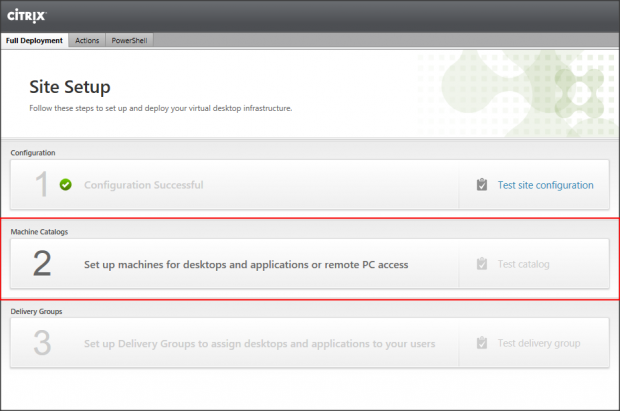 CITRIX
Full Deployment Actions PowerShell
Site Setup
Follow these steps to set up and deploy your virtual desktop infrastructure.
Configuration
1 Configuration Successful Test site configuration
Machine Catalogs
2 Set up machines for desktops and applications or remote PC access Test catalog
Delivery Groups
3 Set up Delivery Groups to assign desktops and applications to your users Test delivery group